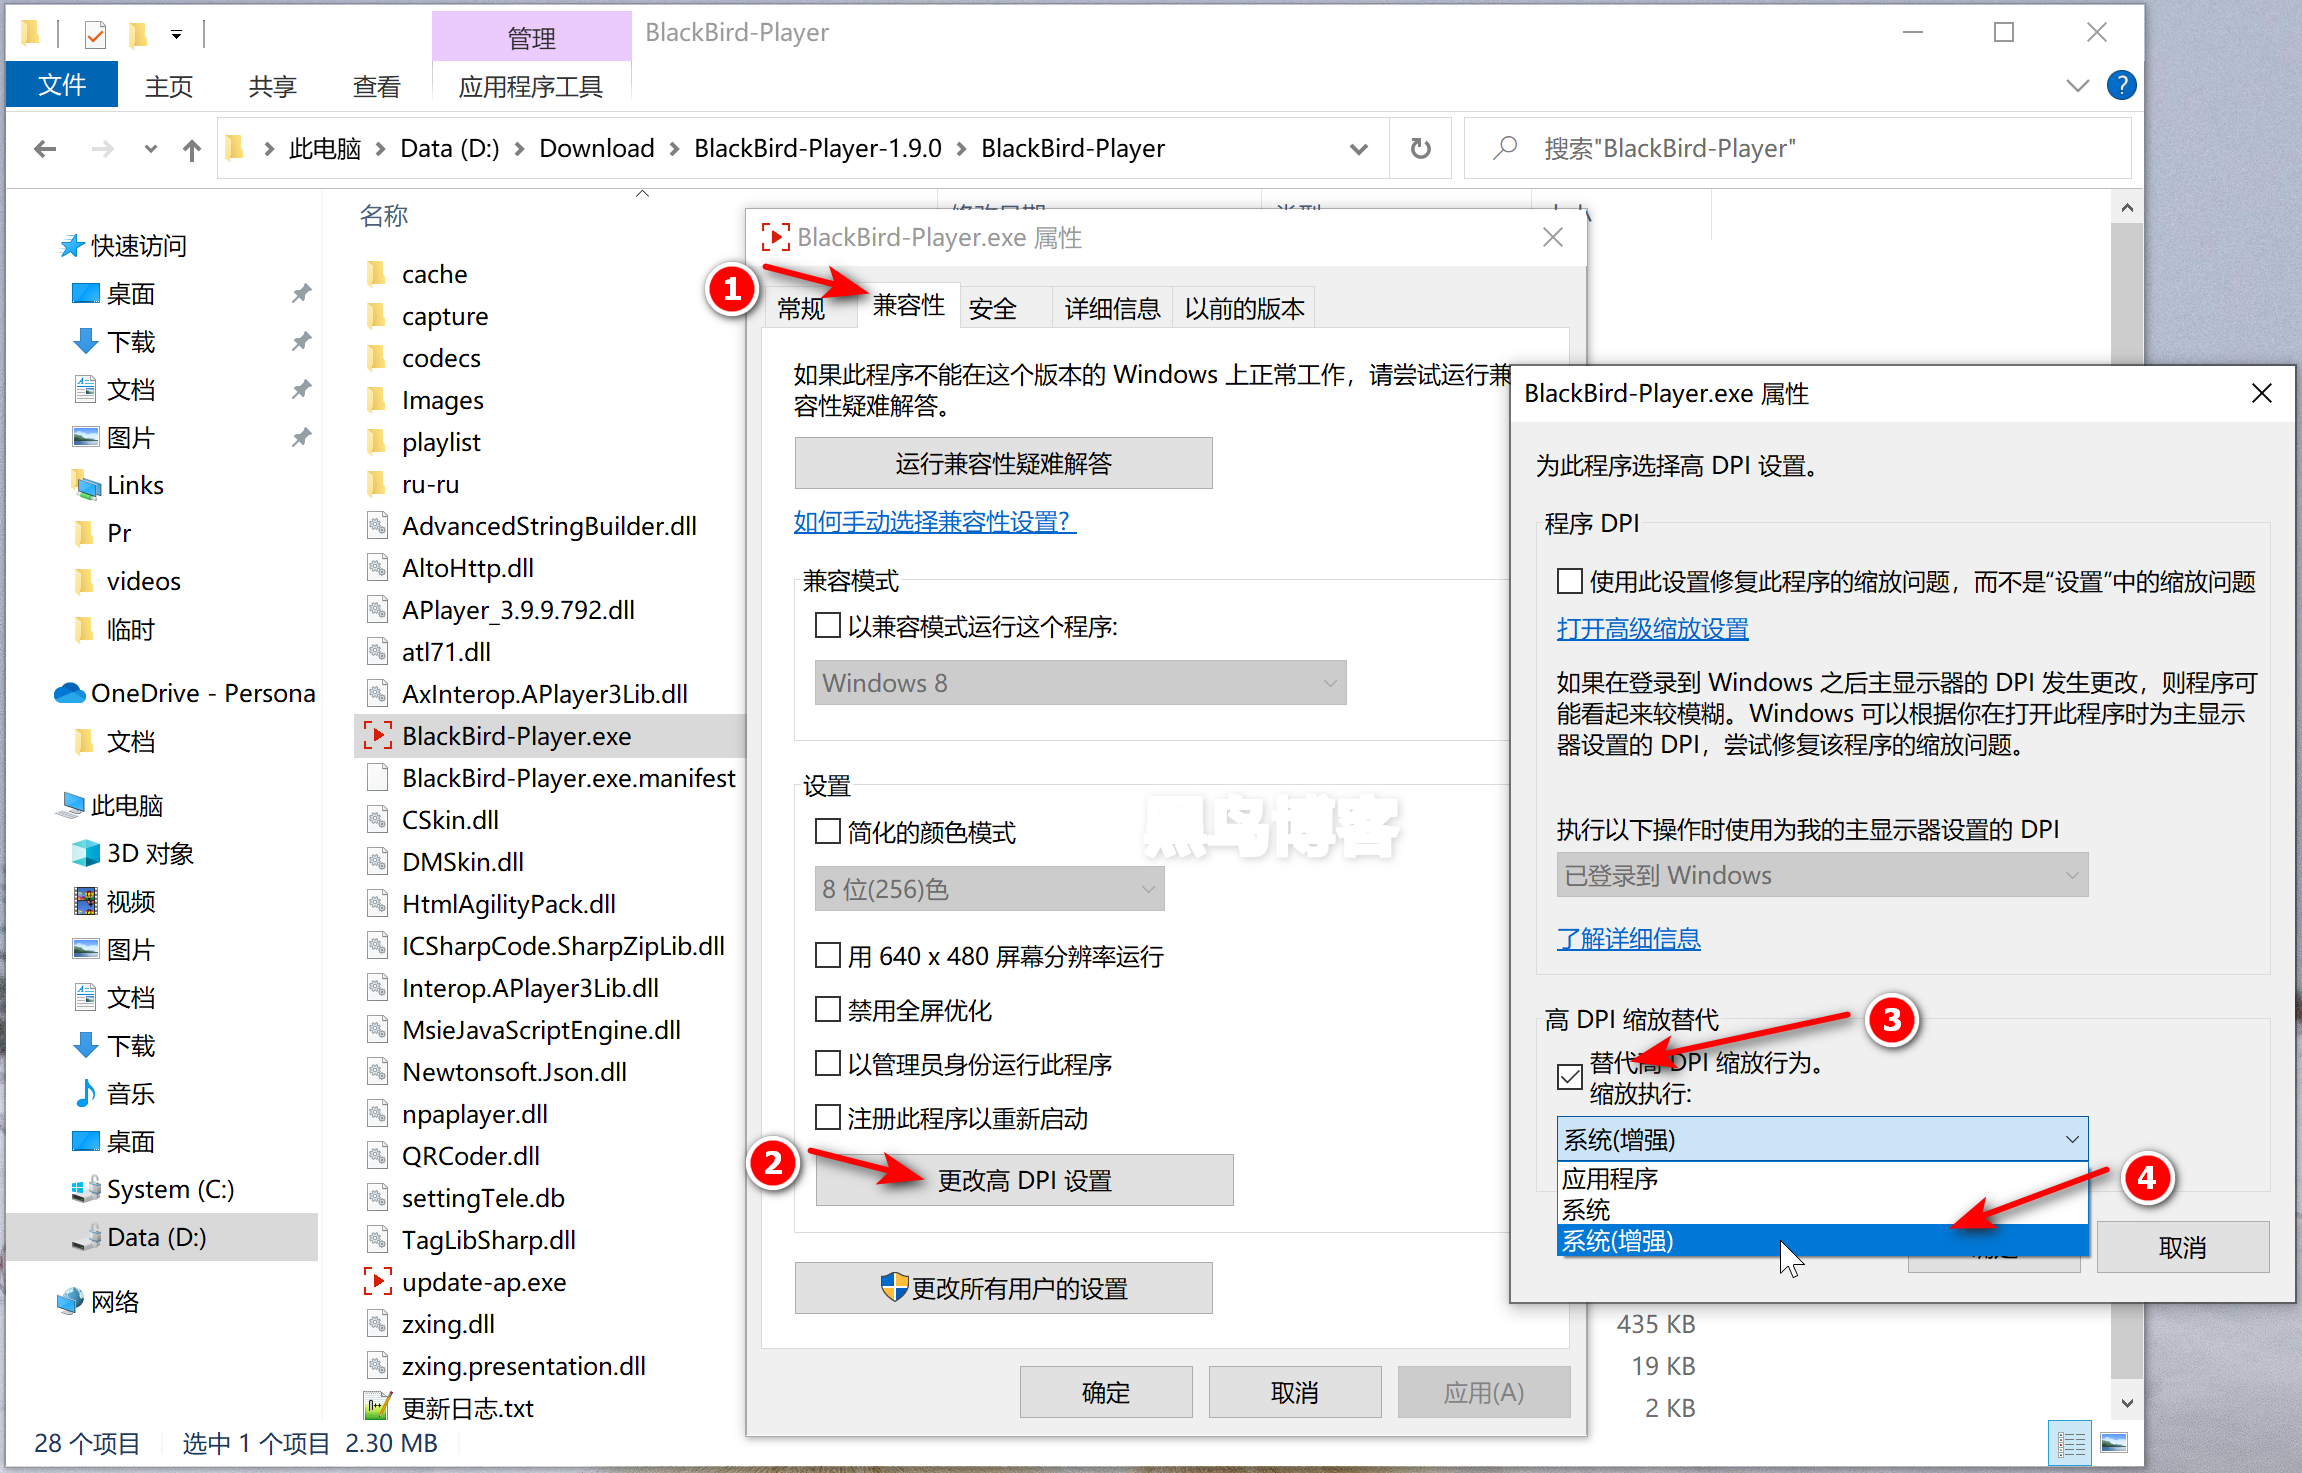 管理
BlackBird-Player
文件
主页
共享
查看
应用程序工具
此电脑
Data (D:)
Download
BlackBird-Player-1.9.0
BlackBird-Player
搜索"BlackBird-Player"
快速访问
桌面
下载
文档
图片
Links
Pr
videos
临时
OneDrive - Persona
文档
此电脑
3D 对象
视频
图片
文档
下载
音乐
桌面
System (C:)
Data (D:)
网络
名称
cache
capture
codecs
Images
playlist
ru-ru
AdvancedStringBuilder.dll
AltoHttp.dll
APlayer_3.9.9.792.dll
atl71.dll
AxInterop.APlayer3Lib.dll
BlackBird-Player.exe
BlackBird-Player.exe.manifest
CSkin.dll
DMSkin.dll
HtmlAgilityPack.dll
ICSharpCode.SharpZipLib.dll
Interop.APlayer3Lib.dll
MsieJavaScriptEngine.dll
Newtonsoft.Json.dll
npaplayer.dll
QRCoder.dll
settingTele.db
TagLibSharp.dll
update-ap.exe
zxing.dll
zxing.presentation.dll
更新日志.txt
435 KB
19 KB
2 KB
28 个项目
选中 1 个项目 2.30 MB
BlackBird-Player.exe 属性
1
常规
兼容性
安全
详细信息
以前的版本
如果此程序不能在这个版本的 Windows 上正常工作，请尝试运行兼
容性疑难解答。
运行兼容性疑难解答
如何手动选择兼容性设置?
兼容模式
以兼容模式运行这个程序:
Windows 8
设置
简化的颜色模式
8 位(256)色
黑鸟博客
用 640 x 480 屏幕分辨率运行
禁用全屏优化
以管理员身份运行此程序
注册此程序以重新启动
2
更改高 DPI 设置
更改所有用户的设置
确定
取消
应用(A)
BlackBird-Player.exe 属性
为此程序选择高 DPI 设置。
程序 DPI
使用此设置修复此程序的缩放问题，而不是“设置”中的缩放问题
打开高级缩放设置
如果在登录到 Windows 之后主显示器的 DPI 发生更改，则程序可
能看起来较模糊。Windows 可以根据你在打开此程序时为主显示
器设置的 DPI，尝试修复该程序的缩放问题。
执行以下操作时使用为我的主显示器设置的 DPI
已登录到 Windows
了解详细信息
高 DPI 缩放替代
3
替代高 DPI 缩放行为。
缩放执行:
系统(增强)
应用程序
系统
系统(增强)
4
取消